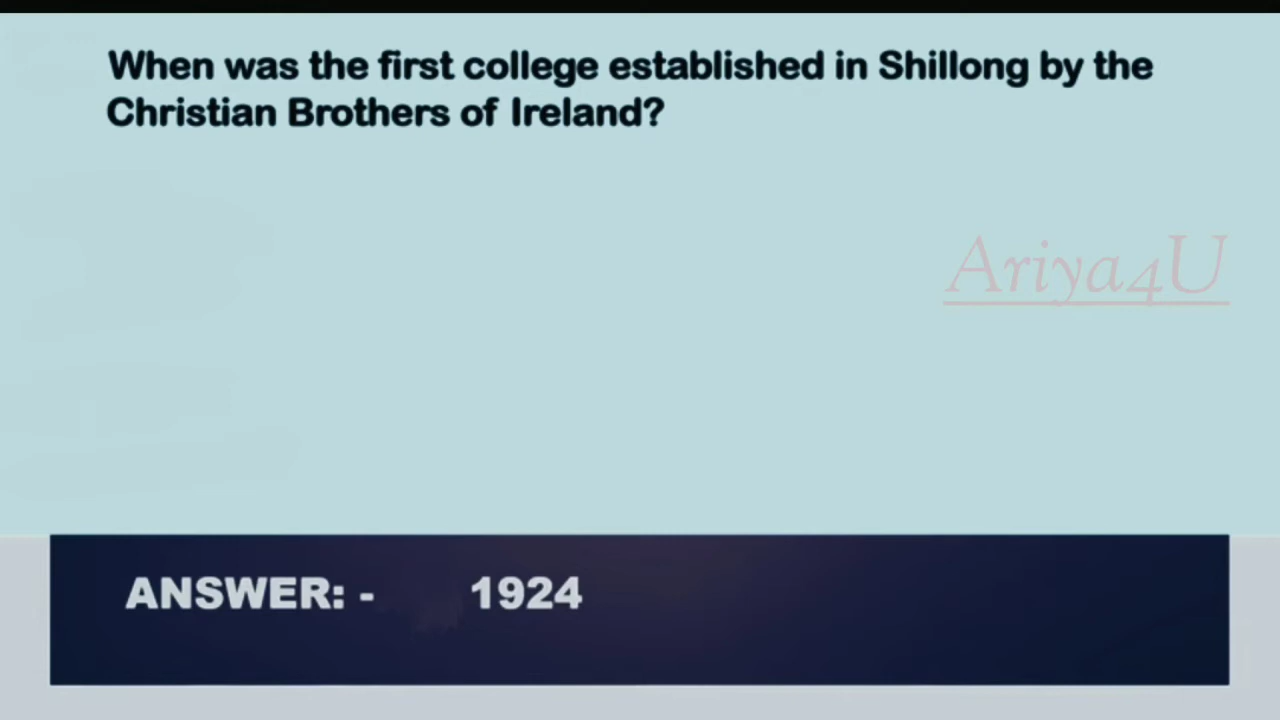 When was the first college established in Shillong by the
Christian Brothers of Ireland?
Ariya4U
ANSWER: - 1924